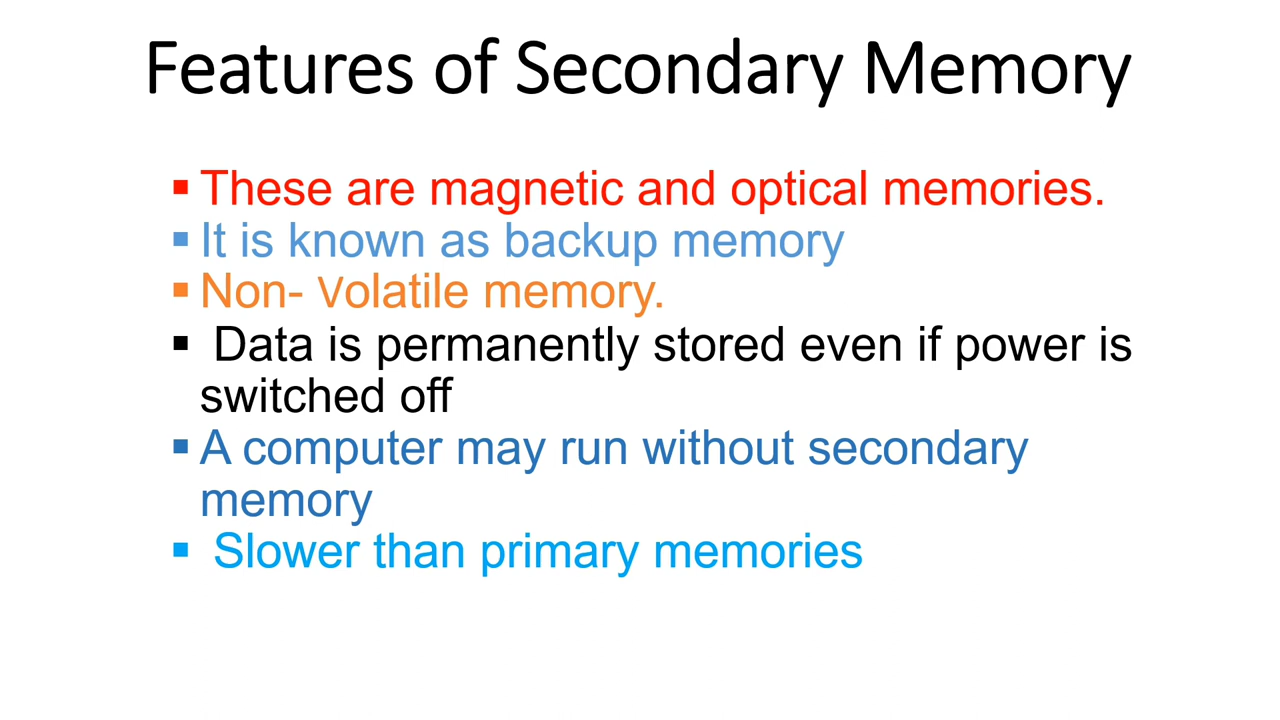 Features of Secondary Memory
▪ These are magnetic and optical memories.
▪ It is known as backup memory
▪ Non- Volatile memory.
▪ Data is permanently stored even if power is
switched off
▪ A computer may run without secondary
memory
▪ Slower than primary memories